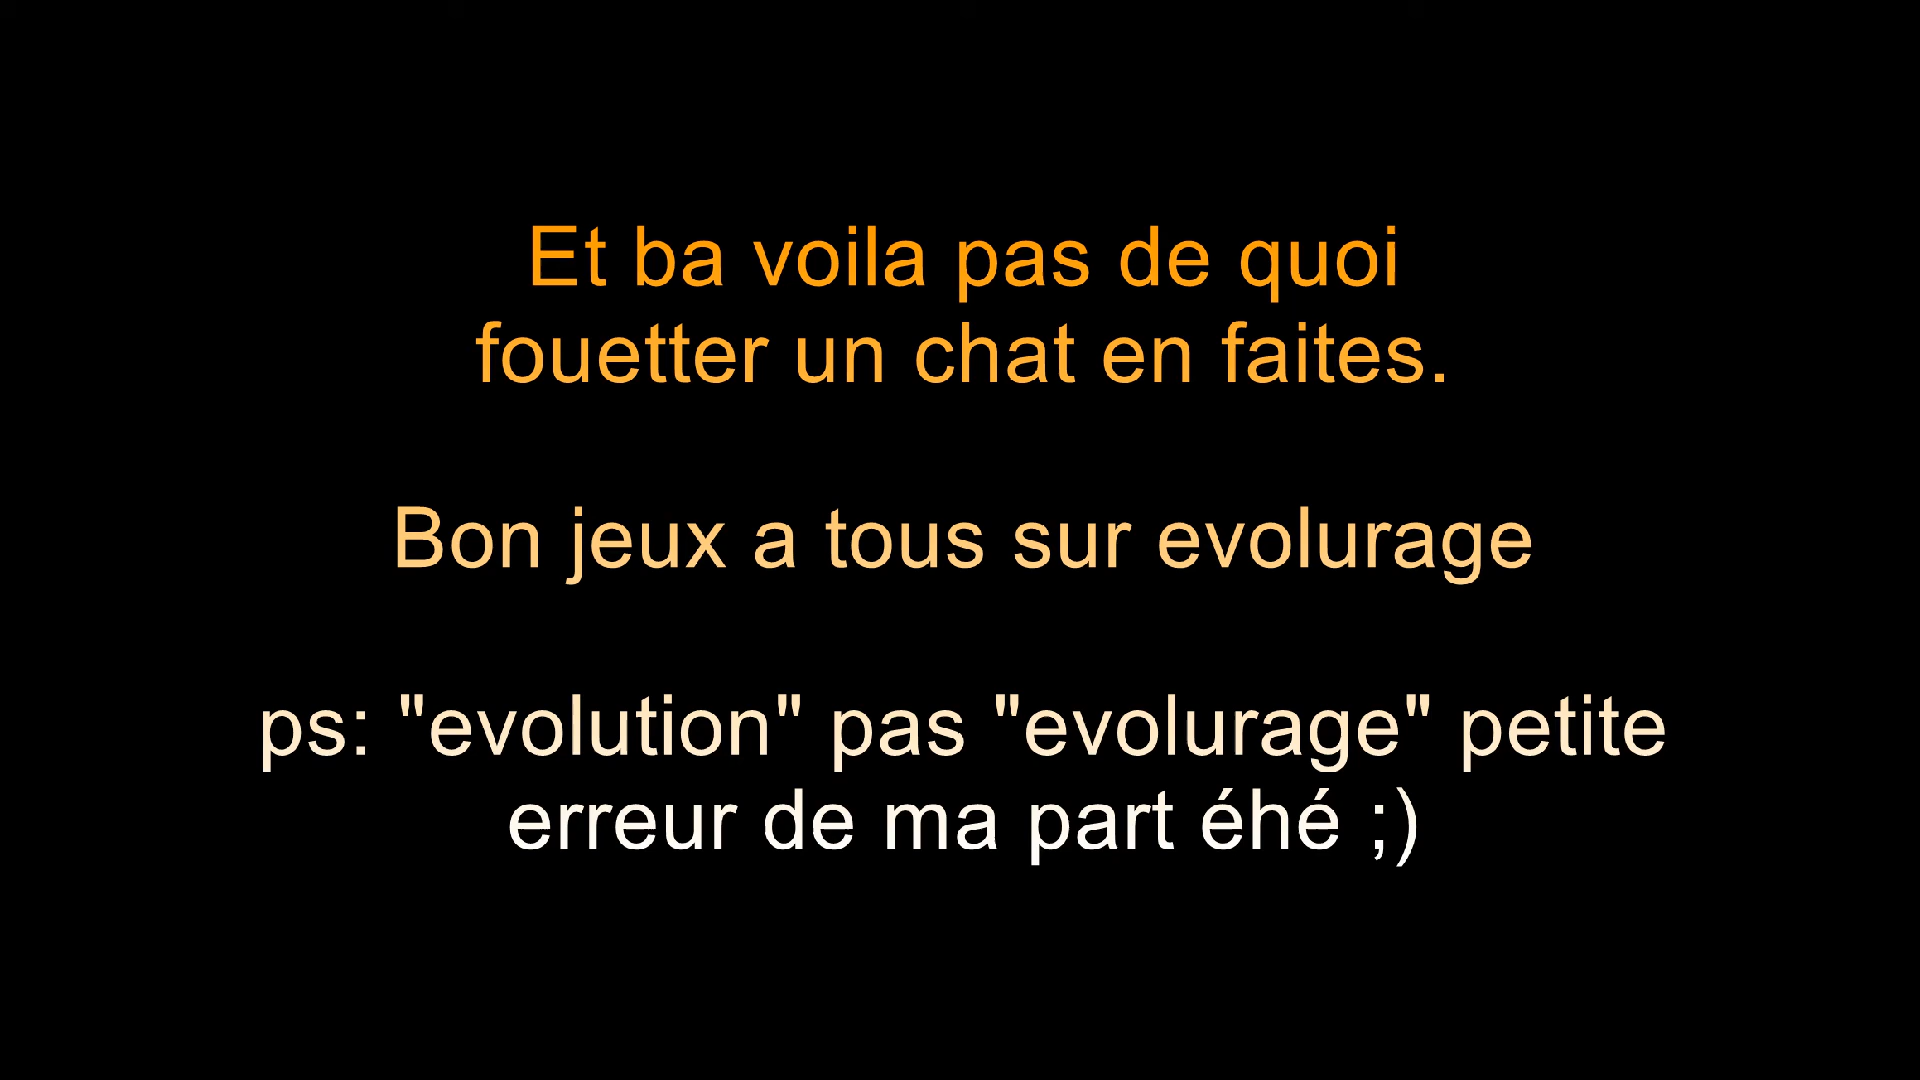 Et ba voila pas de quoi
fouetter un chat en faites.
Bon jeux a tous sur evolurage
ps: "evolution" pas "evolurage" petite
erreur de ma part éhé ;)